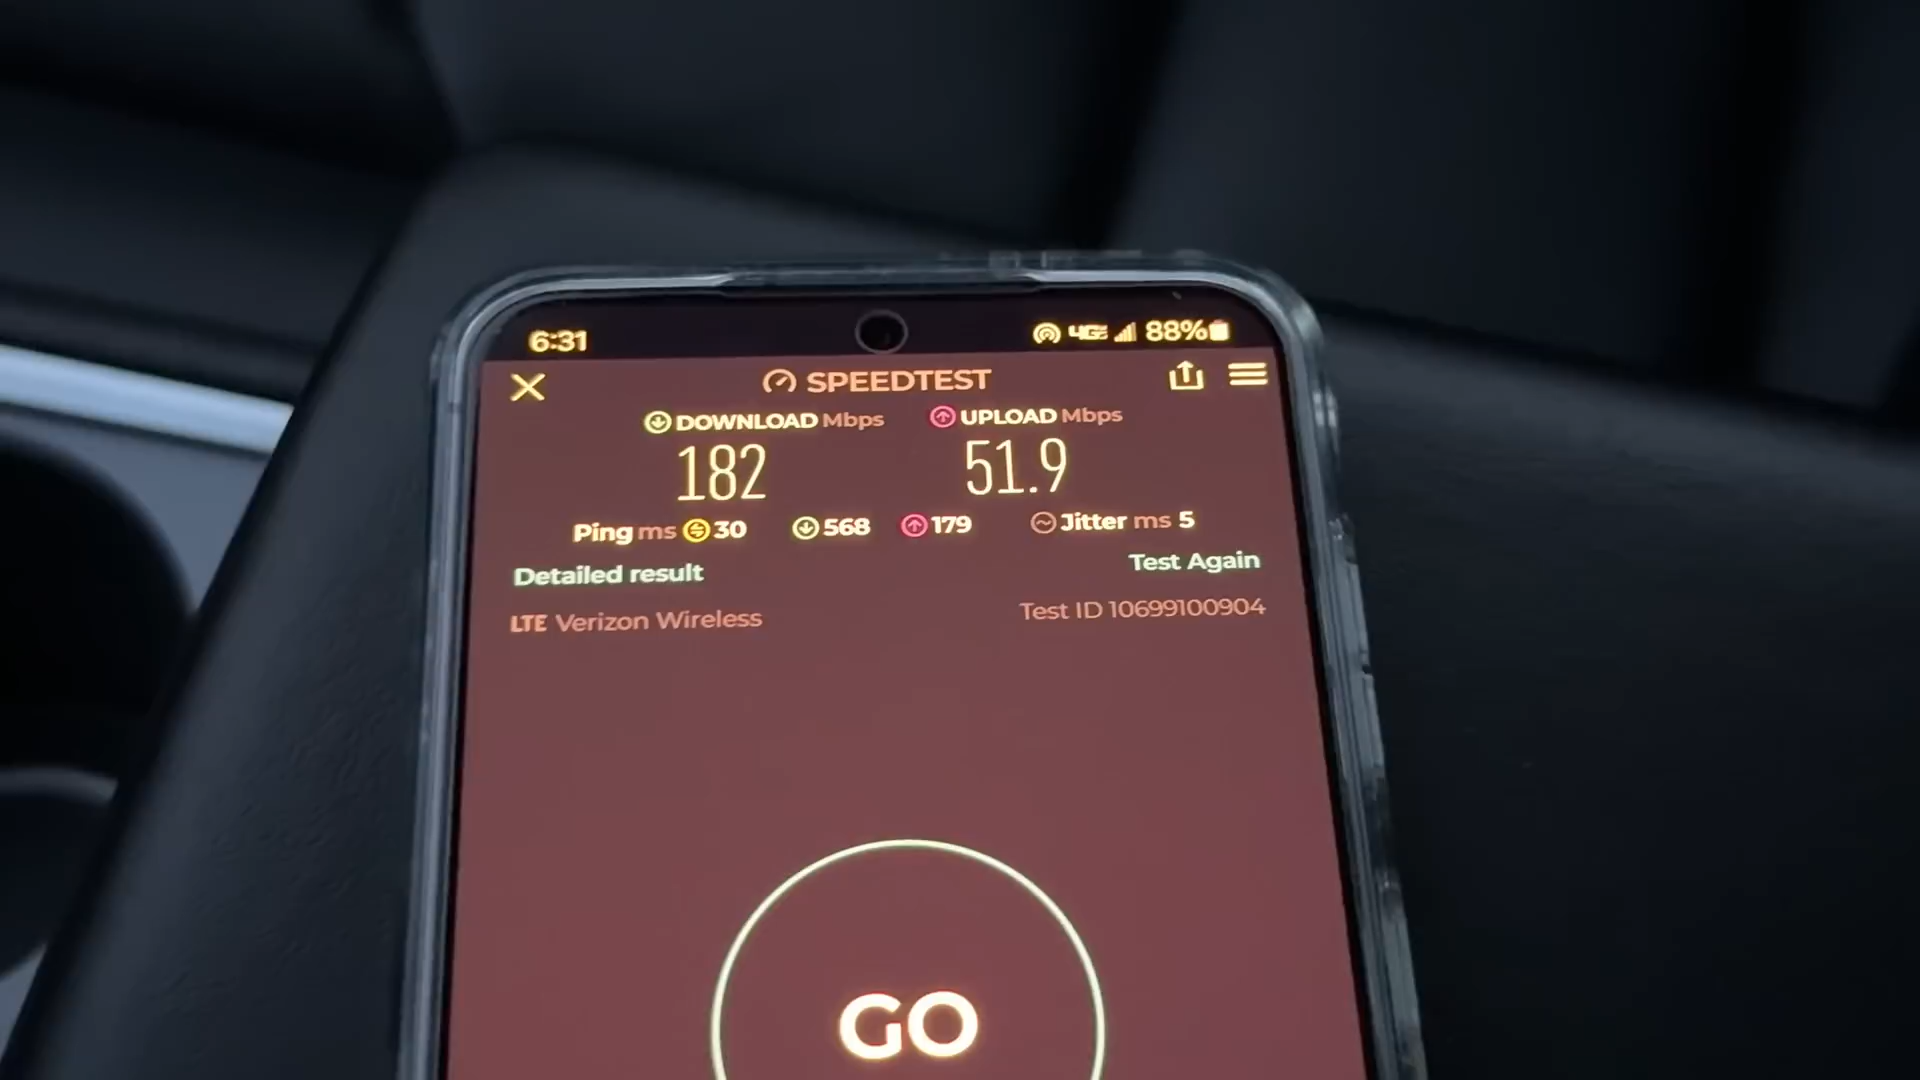 6:31 4GE 88%
SPEEDTEST
DOWNLOAD Mbps UPLOAD Mbps
182 51.9
Ping ms 30 568 179 Jitter ms 5
Detailed result Test Again
LTE Verizon Wireless Test ID 10699100904
GO